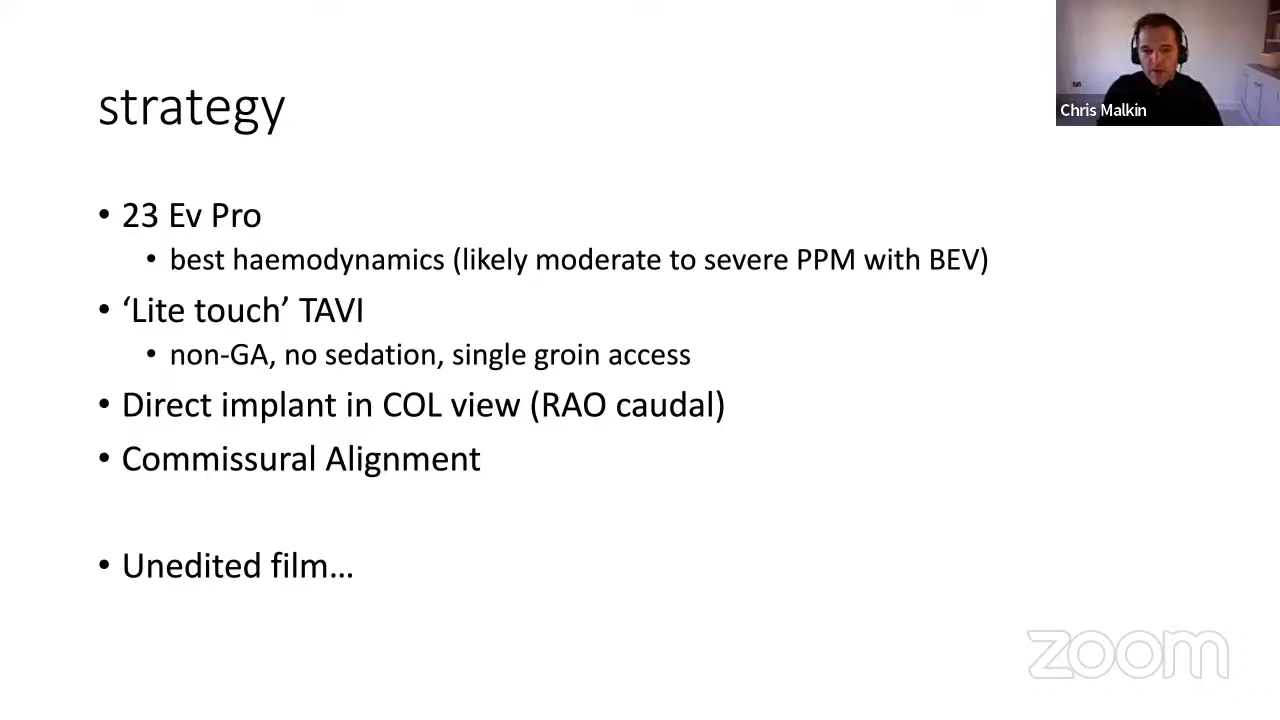 Chris Malkin
strategy
• 23 Ev Pro
• best haemodynamics (likely moderate to severe PPM with BEV)
• ‘Lite touch’ TAVI
• non-GA, no sedation, single groin access
• Direct implant in COL view (RAO caudal)
• Commissural Alignment
• Unedited film…
zoom